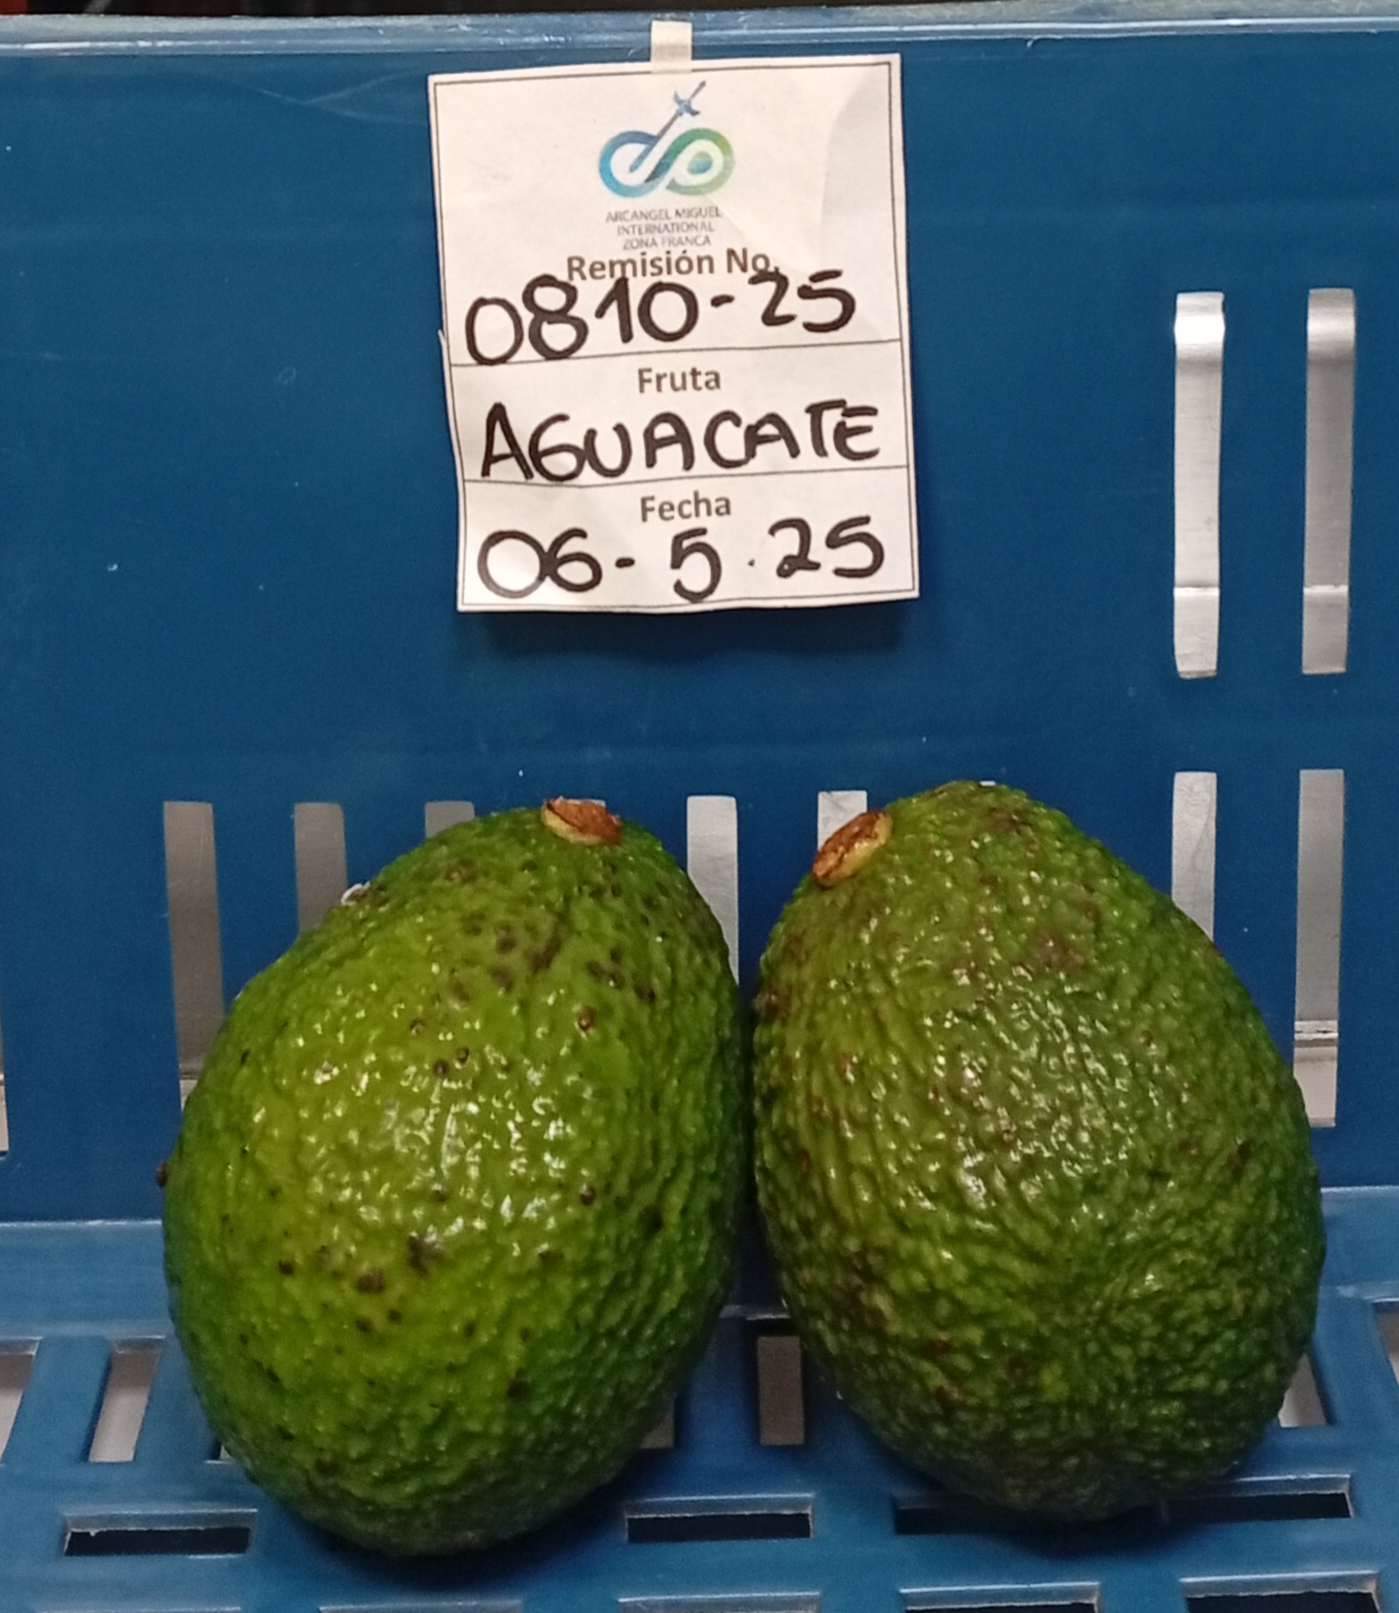 ARCANGEL MIGUEL
INTERNATIONAL
ZONA FRANCA
Remisión No.
0810-25
Fruta
AGUACATE
Fecha
06-5.25